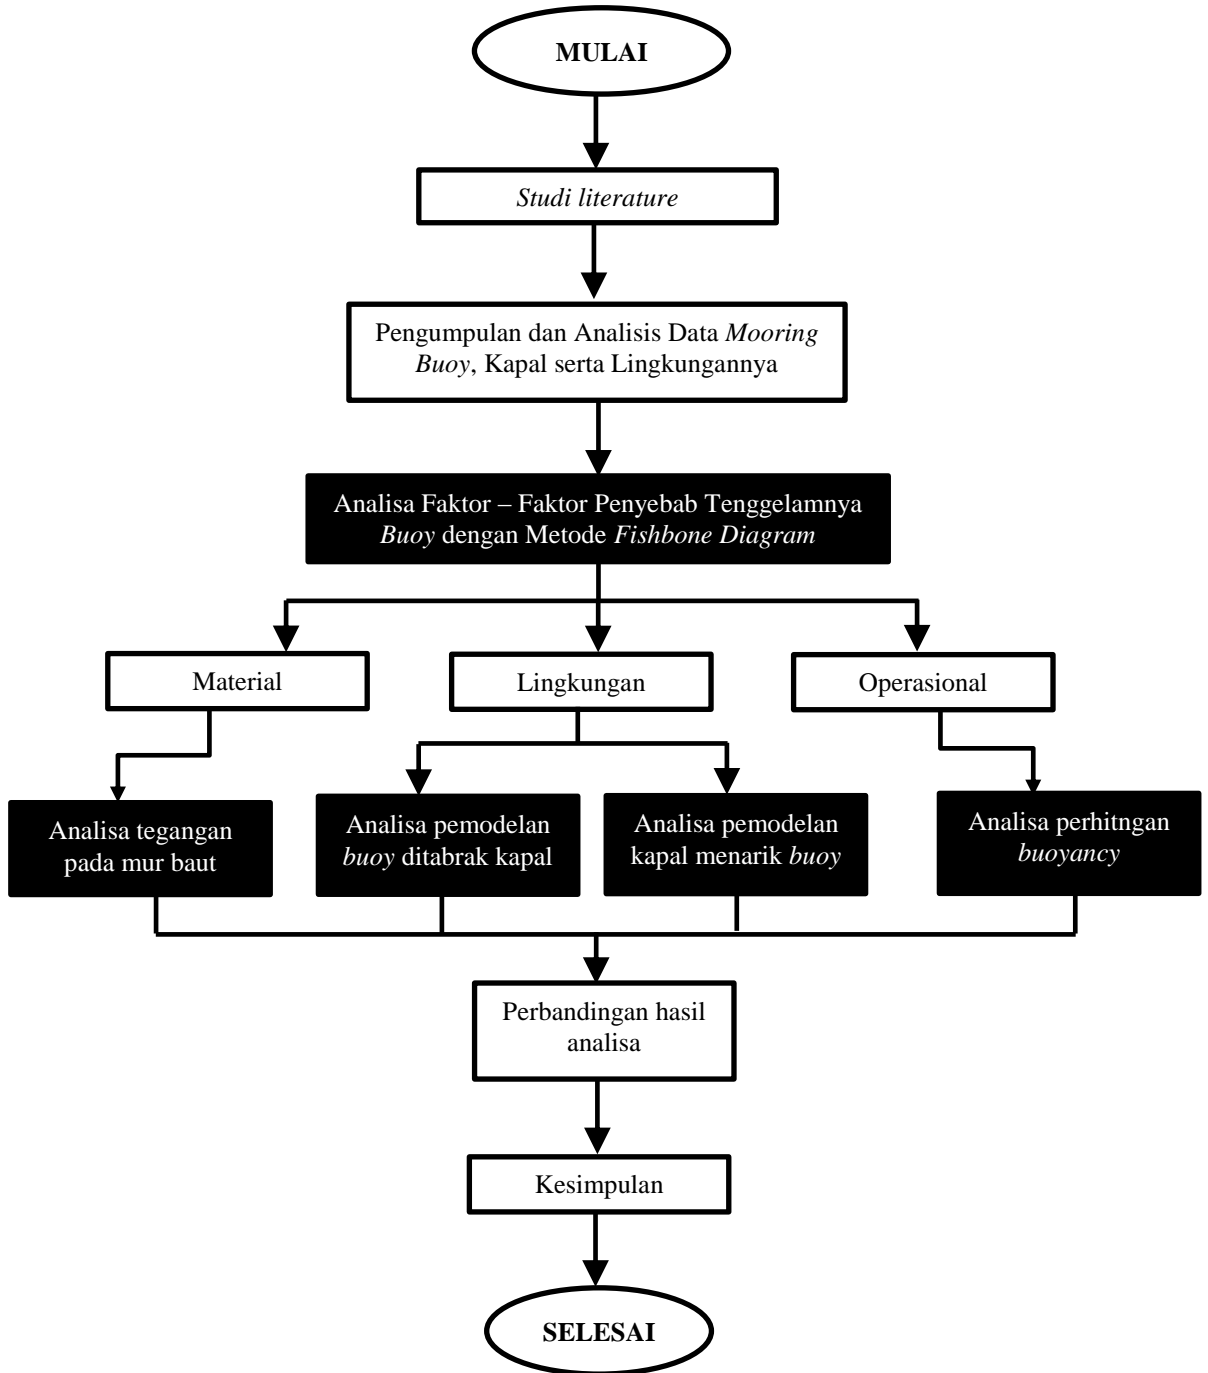 MULAI
Studi literature
Pengumpulan dan Analisis Data Mooring
Buoy, Kapal serta Lingkungannya
Analisa Faktor – Faktor Penyebab Tenggelamnya
Buoy dengan Metode Fishbone Diagram
Material
Lingkungan
Operasional
Analisa tegangan
pada mur baut
Analisa pemodelan
buoy ditabrak kapal
Analisa pemodelan
kapal menarik buoy
Analisa perhitngan
buoyancy
Perbandingan hasil
analisa
Kesimpulan
SELESAI